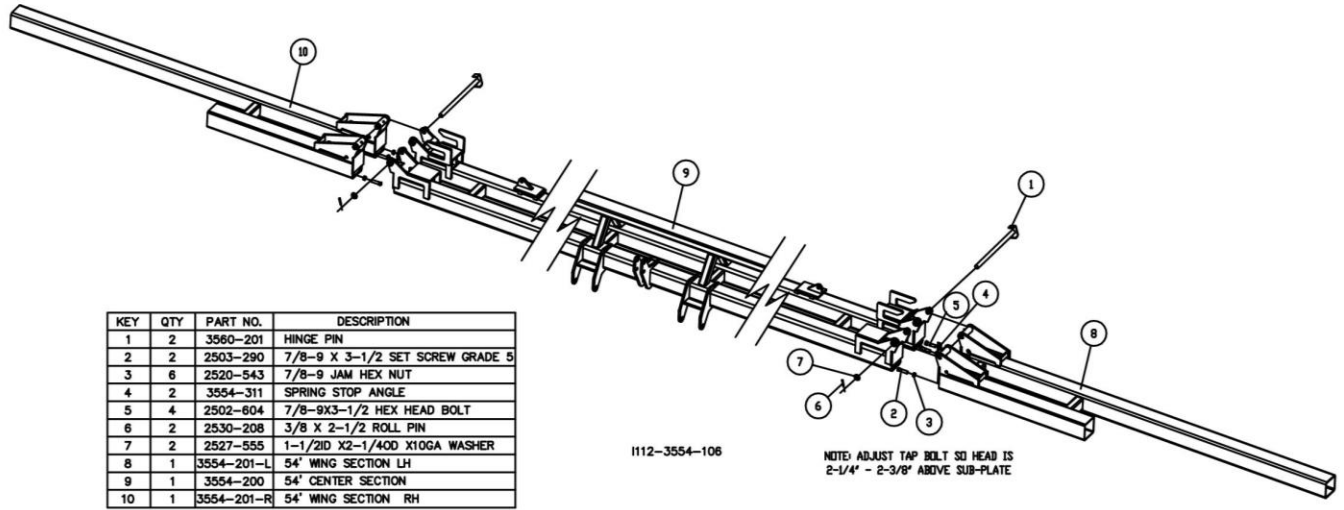 10
9
1
5
4
8
7
6
2
3
KEY QTY PART NO. DESCRIPTION
1 2 3560-201 HINGE PIN
2 2 2503-290 7/8-9 X 3-1/2 SET SCREW GRADE 5
3 6 2520-543 7/8-9 JAM HEX NUT
4 2 3554-311 SPRING STOP ANGLE
5 4 2502-604 7/8-9X3-1/2 HEX HEAD BOLT
6 2 2530-208 3/8 X 2-1/2 ROLL PIN
7 2 2527-555 1-1/2ID X2-1/4OD X10GA WASHER
8 1 3554-201-L 54' WING SECTION LH
9 1 3554-200 54' CENTER SECTION
10 1 3554-201-R 54' WING SECTION RH
I112-3554-106
NOTE: ADJUST TAP BOLT SO HEAD IS
2-1/4" - 2-3/8" ABOVE SUB-PLATE